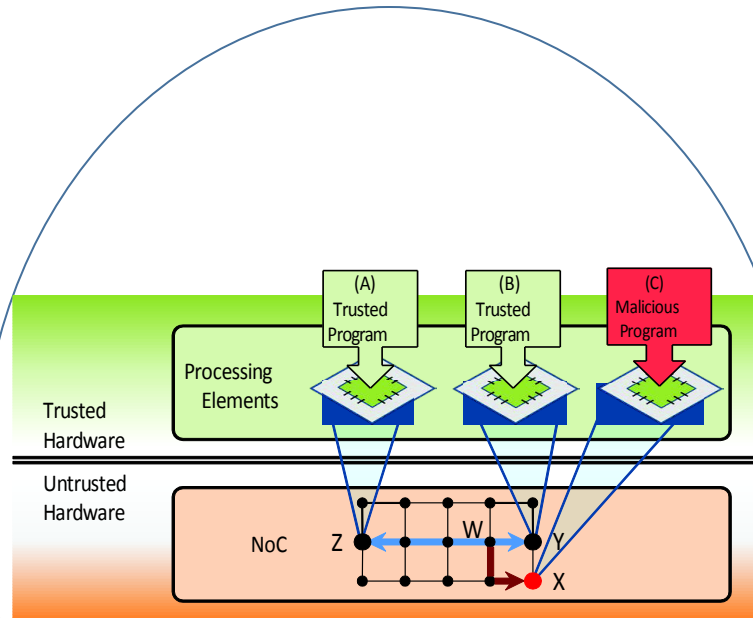 (A)
Trusted
Program
(B)
Trusted
Program
(C)
Malicious
Program
Processing
Elements
Trusted
Hardware
Untrusted
Hardware
NoC
Z
W
Y
X